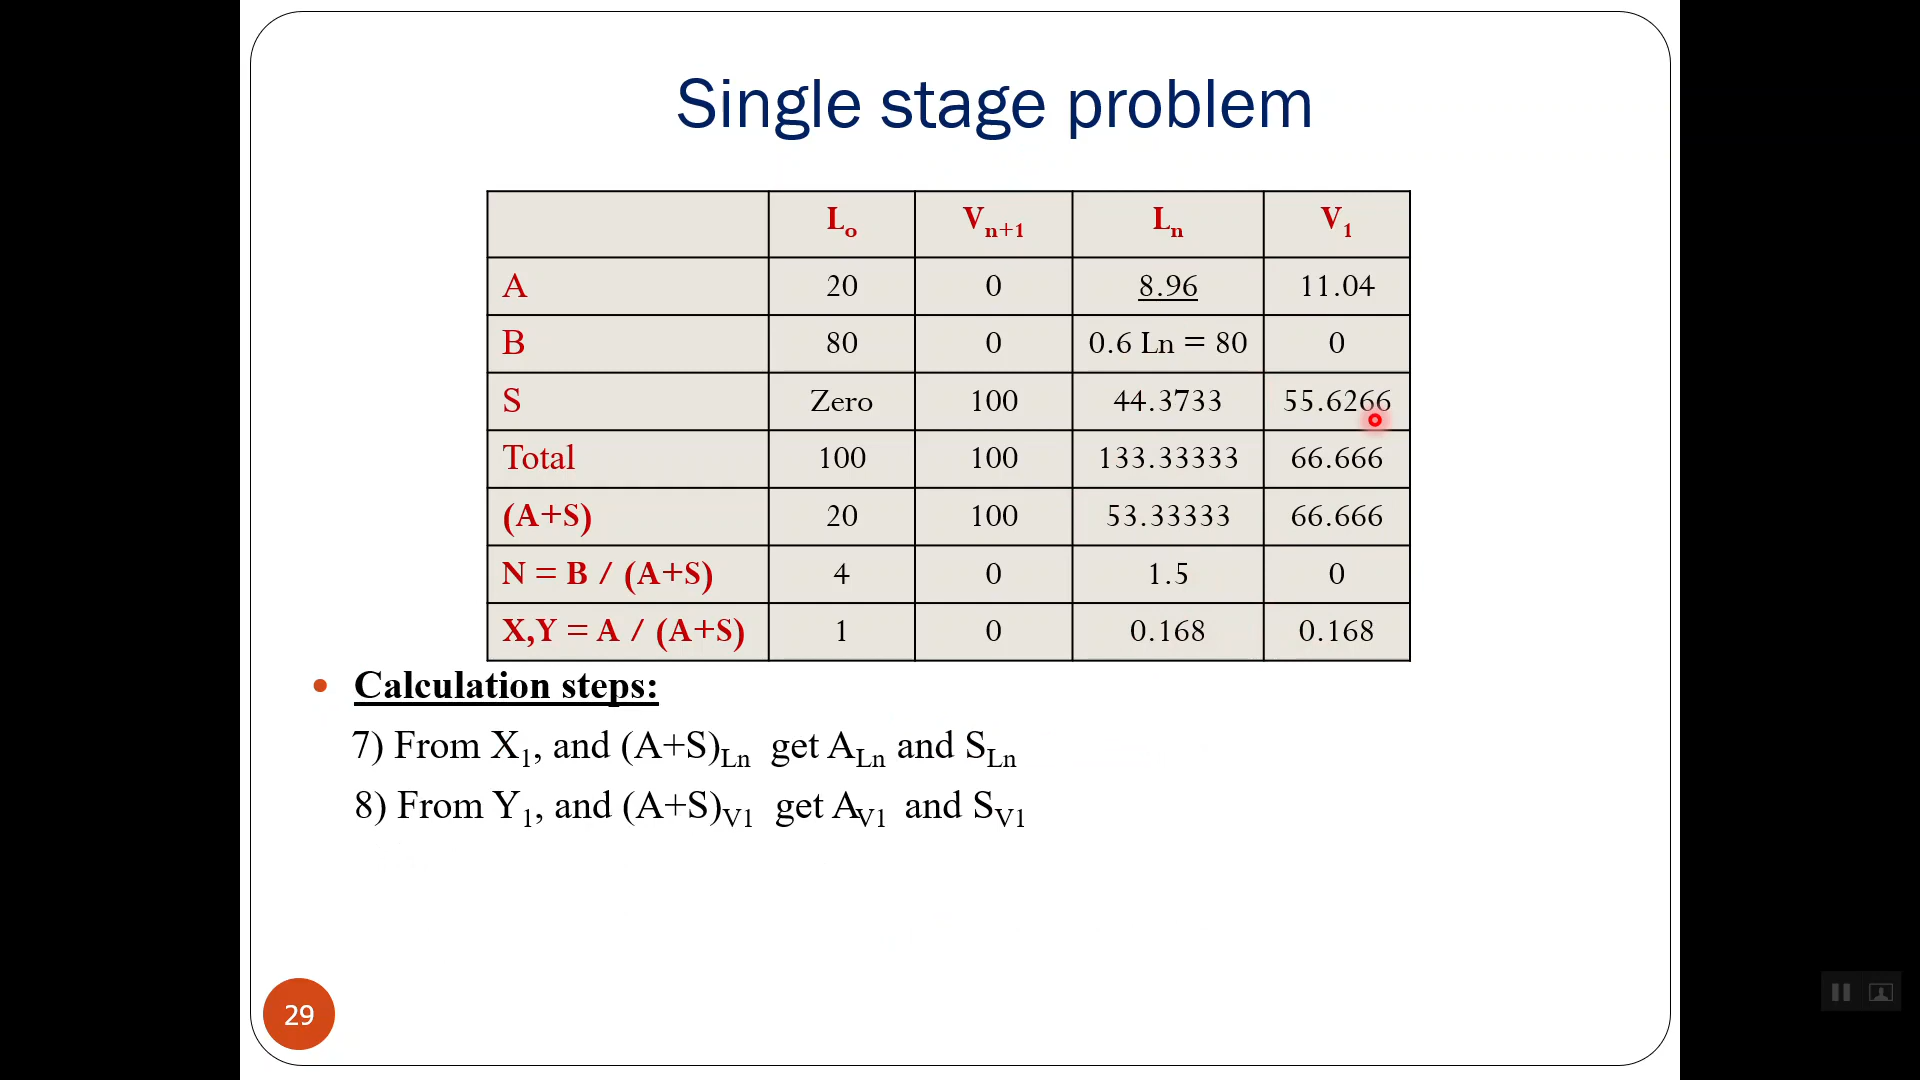 Single stage problem
Lo Vn+1 Ln V1
A 20 0 8.96 11.04
B 80 0 0.6 Ln = 80 0
S Zero 100 44.3733 55.6266
Total 100 100 133.33333 66.666
(A+S) 20 100 53.33333 66.666
N = B / (A+S) 4 0 1.5 0
X,Y = A / (A+S) 1 0 0.168 0.168
• Calculation steps:
7) From X1, and (A+S)Ln get ALn and SLn
8) From Y1, and (A+S)V1 get AV1 and SV1
29